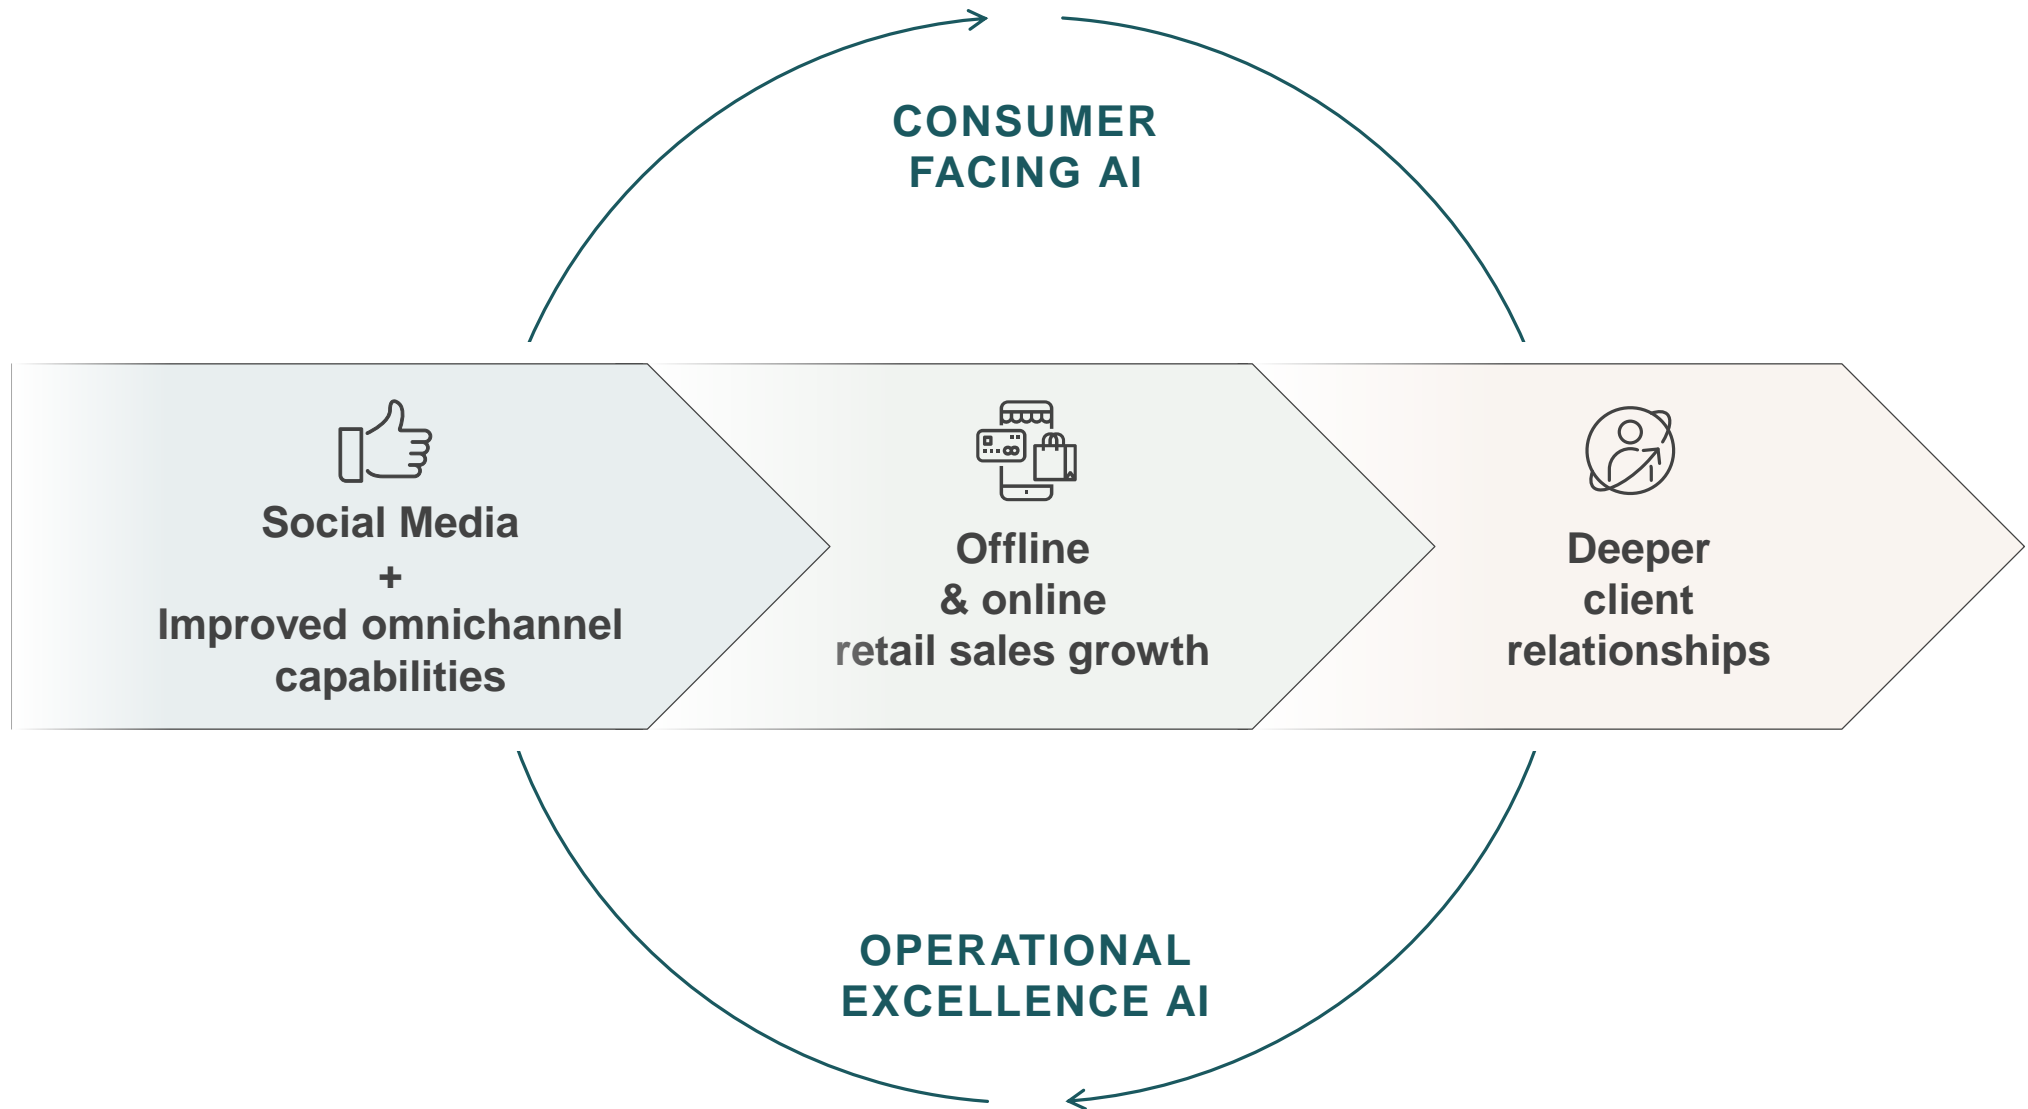 CONSUMER
FACING AI
Social Media
+
Improved omnichannel
capabilities
Offline
& online
retail sales growth
Deeper
client
relationships
OPERATIONAL
EXCELLENCE AI